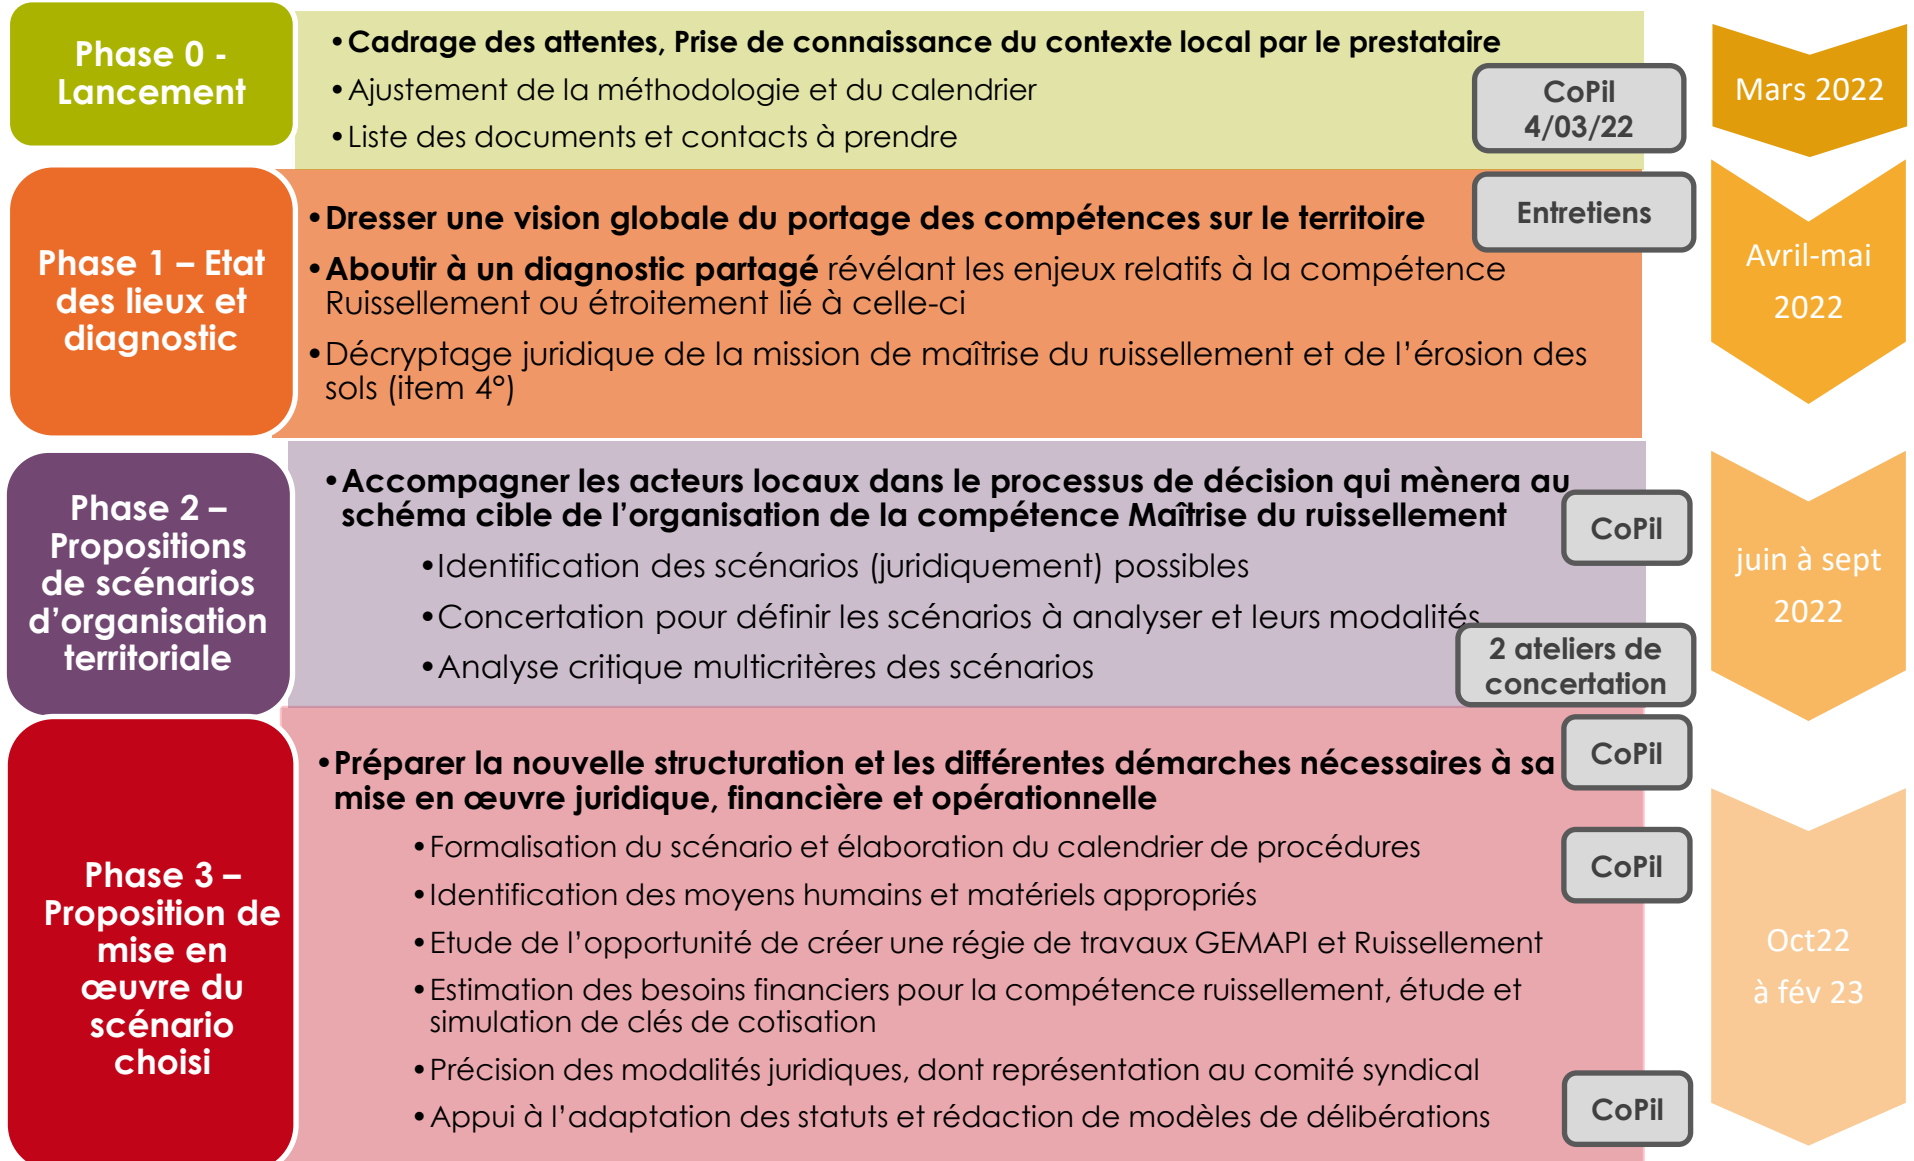 Phase 0 -
Lancement
•Cadrage des attentes, Prise de connaissance du contexte local par le prestataire
•Ajustement de la méthodologie et du calendrier
•Liste des documents et contacts à prendre
CoPil
4/03/22
Mars 2022
Phase 1 – Etat
des lieux et
diagnostic
•Dresser une vision globale du portage des compétences sur le territoire
•Aboutir à un diagnostic partagé révélant les enjeux relatifs à la compétence
Ruissellement ou étroitement lié à celle-ci
•Décryptage juridique de la mission de maîtrise du ruissellement et de l’érosion des
sols (item 4°)
Entretiens
Avril-mai
2022
Phase 2 –
Propositions
de scénarios
d’organisation
territoriale
•Accompagner les acteurs locaux dans le processus de décision qui mènera au
schéma cible de l’organisation de la compétence Maîtrise du ruissellement
•Identification des scénarios (juridiquement) possibles
•Concertation pour définir les scénarios à analyser et leurs modalités
•Analyse critique multicritères des scénarios
CoPil
2 ateliers de
concertation
juin à sept
2022
Phase 3 –
Proposition de
mise en
œuvre du
scénario
choisi
•Préparer la nouvelle structuration et les différentes démarches nécessaires à sa
mise en œuvre juridique, financière et opérationnelle
•Formalisation du scénario et élaboration du calendrier de procédures
•Identification des moyens humains et matériels appropriés
•Etude de l’opportunité de créer une régie de travaux GEMAPI et Ruissellement
•Estimation des besoins financiers pour la compétence ruissellement, étude et
simulation de clés de cotisation
•Précision des modalités juridiques, dont représentation au comité syndical
•Appui à l’adaptation des statuts et rédaction de modèles de délibérations
CoPil
CoPil
CoPil
Oct22
à fév 23